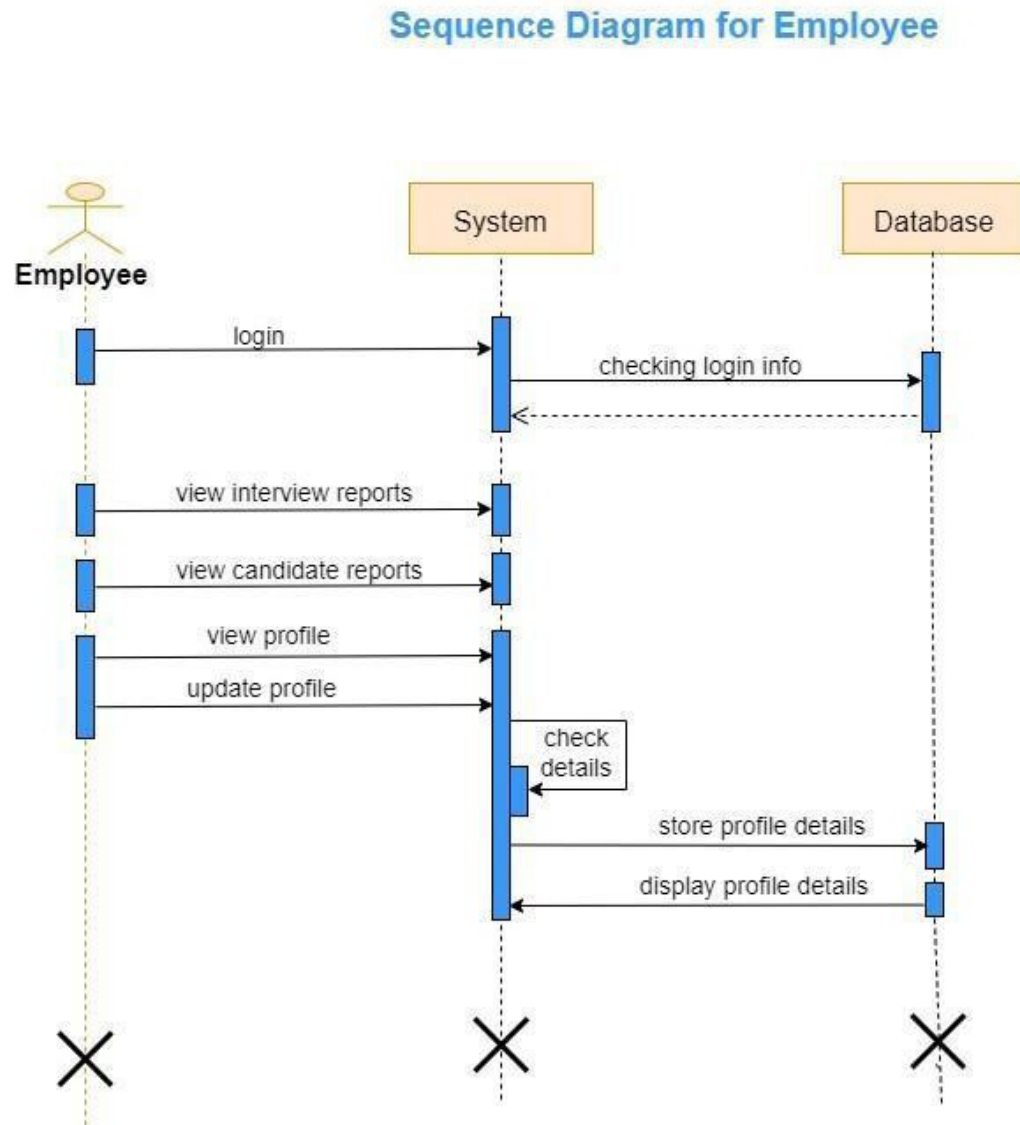 Sequence Diagram for Employee
System
Database
Employee
login
checking login info
view interview reports
view candidate reports
view profile
update profile
check
details
store profile details
display profile details